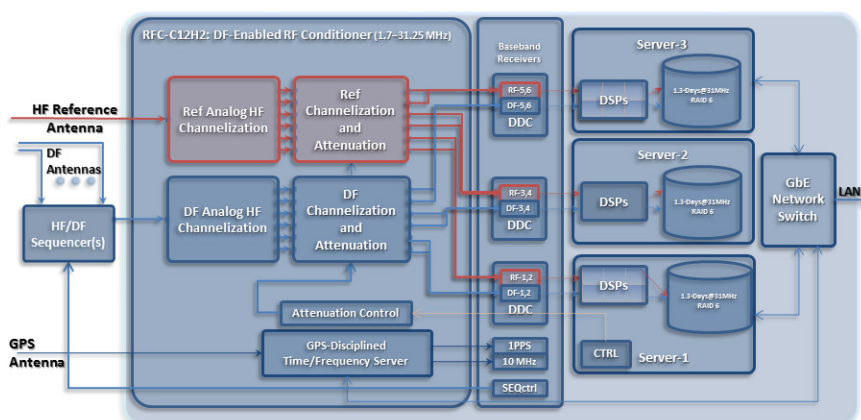 RFC-C12H2: DF-Enabled RF Conditioner (1.7–31.25 MHz)
Baseband
Receivers
Server-3
HF Reference
Antenna
Ref Analog HF
Channelization
Ref
Channelization
and
Attenuation
RF-5,6
DF-5,6
DDC
DSPs
1.3-Days@31MHz
RAID 6
DF
Antennas
Server-2
HF/DF
Sequencer(s)
DF Analog HF
Channelization
DF
Channelization
and
Attenuation
RF-3,4
DF-3,4
DDC
DSPs
1.3-Days@31MHz
RAID 6
GbE
Network
Switch
LAN
RF-1,2
DF-1,2
DDC
DSPs
1.3-Days@31MHz
RAID 6
Attenuation Control
GPS
Antenna
GPS-Disciplined
Time/Frequency Server
1PPS
10 MHz
SEQctrl
CTRL
Server-1